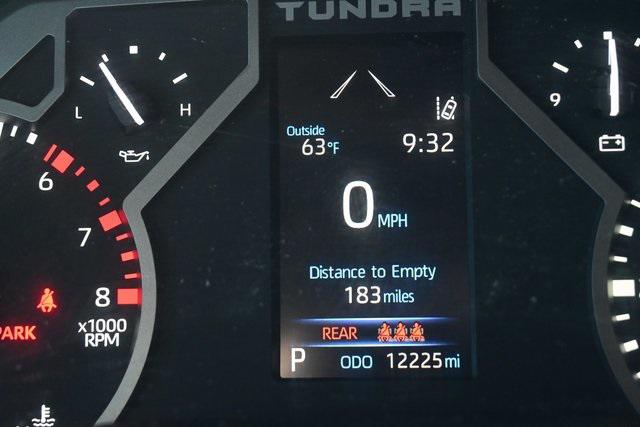 TUNDRA
L H
9
Outside
63°F 9:32
6
0 MPH
7
Distance to Empty
183 miles
8
x1000
RPM
PARK
REAR
P ODO 12225 mi